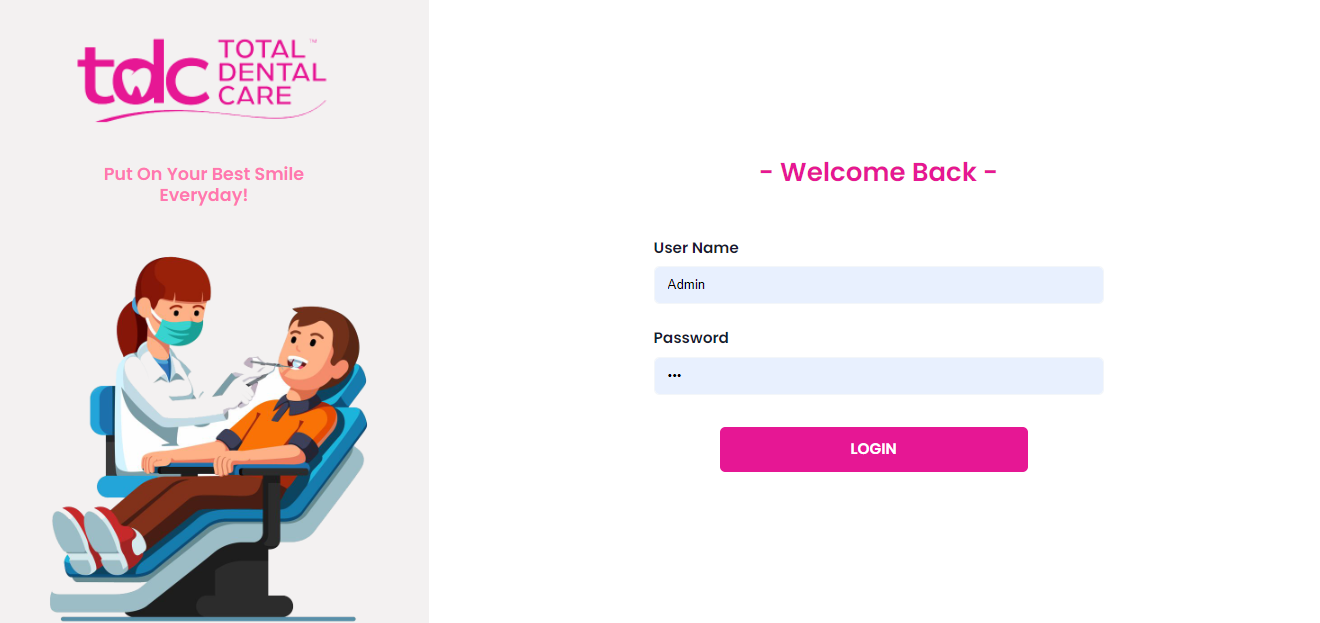 tdc TOTAL™
DENTAL
CARE
Put On Your Best Smile
Everyday!
- Welcome Back -
User Name
Admin
Password
•••
LOGIN